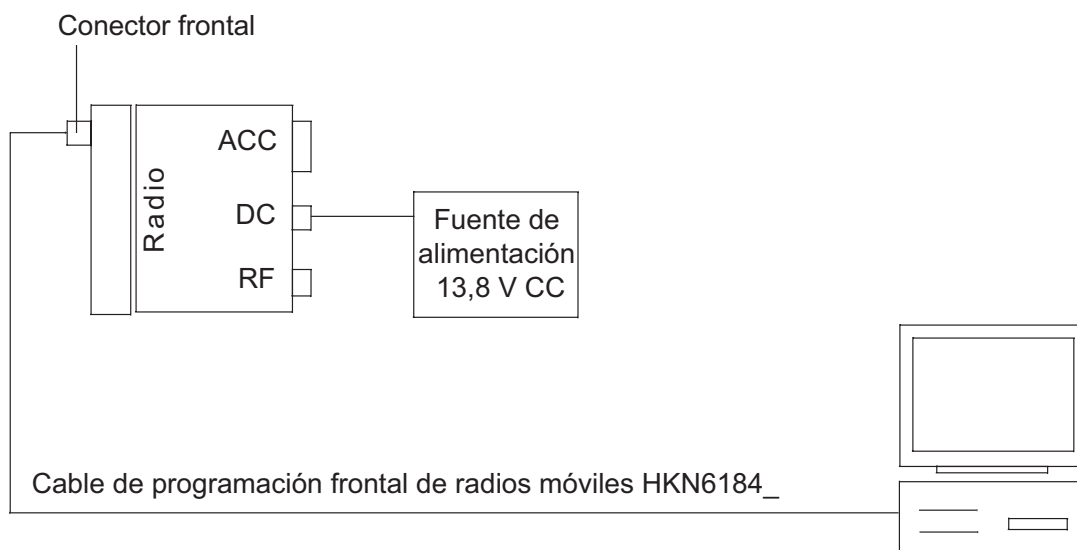 Conector frontal
Radio
ACC
DC
RF
Fuente de
alimentación
13,8 V CC
Cable de programación frontal de radios móviles HKN6184_